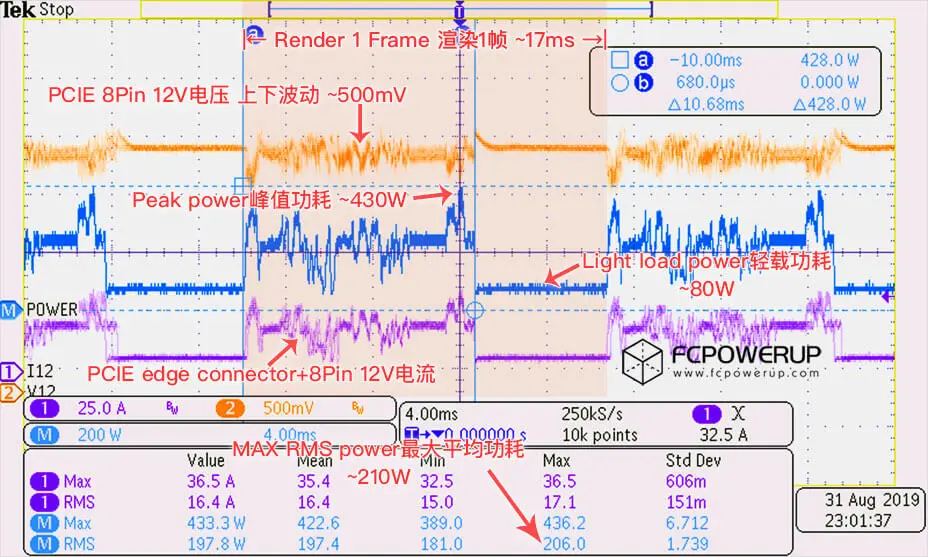 Tek Stop
T
a
Render 1 Frame 渲染1帧 ~17ms
a -10.00ms 428.0 W
b 680.0μs 0.000 W
△10.68ms △428.0 W
PCIE 8Pin 12V电压 上下波动 ~500mV
Peak power峰值功耗 ~430W
Light load power轻载功耗
~80W
M POWER
FCPOWERUP
www.fcpowerup.com
1 I12
PCIE edge connector+8Pin 12V电流
2 V12
1 25.0 A BW 2 500mV BW
M 200 W 4.00ms
4.00ms 250kS/s 1 X
T→▼0.000000 s 10k points 32.5 A
MAX RMS power最大平均功耗
~210W
Value Mean Min Max Std Dev
1 Max 36.5 A 35.4 32.5 36.5 606m
1 RMS 16.4 A 16.4 15.0 17.1 151m
M Max 433.3 W 422.6 389.0 436.2 6.712
M RMS 197.8 W 197.4 181.0 206.0 1.739
31 Aug 2019
23:01:37